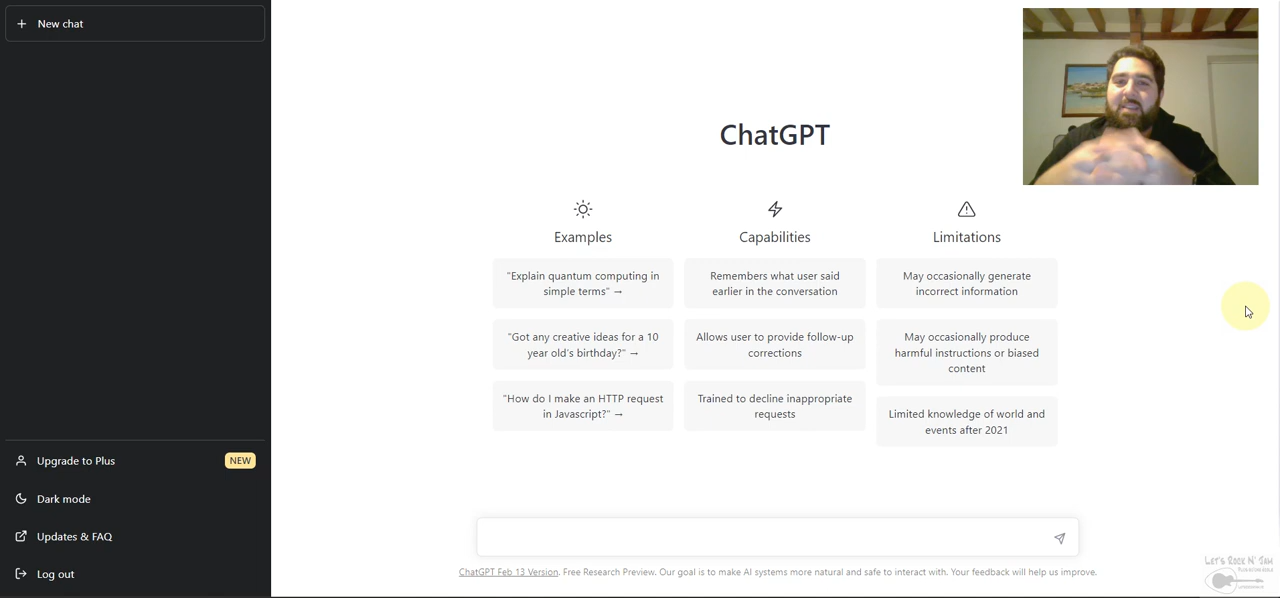 New chat
ChatGPT
Examples
"Explain quantum computing in
simple terms" →
"Got any creative ideas for a 10
year old's birthday?" →
"How do I make an HTTP request
in Javascript?" →
Capabilities
Remembers what user said
earlier in the conversation
Allows user to provide follow-up
corrections
Trained to decline inappropriate
requests
Limitations
May occasionally generate
incorrect information
May occasionally produce
harmful instructions or biased
content
Limited knowledge of world and
events after 2021
Upgrade to Plus
NEW
Dark mode
Updates & FAQ
Log out
ChatGPT Feb 13 Version. Free Research Preview. Our goal is to make AI systems more natural and safe to interact with. Your feedback will help us improve.
Let's Rock N' Jam